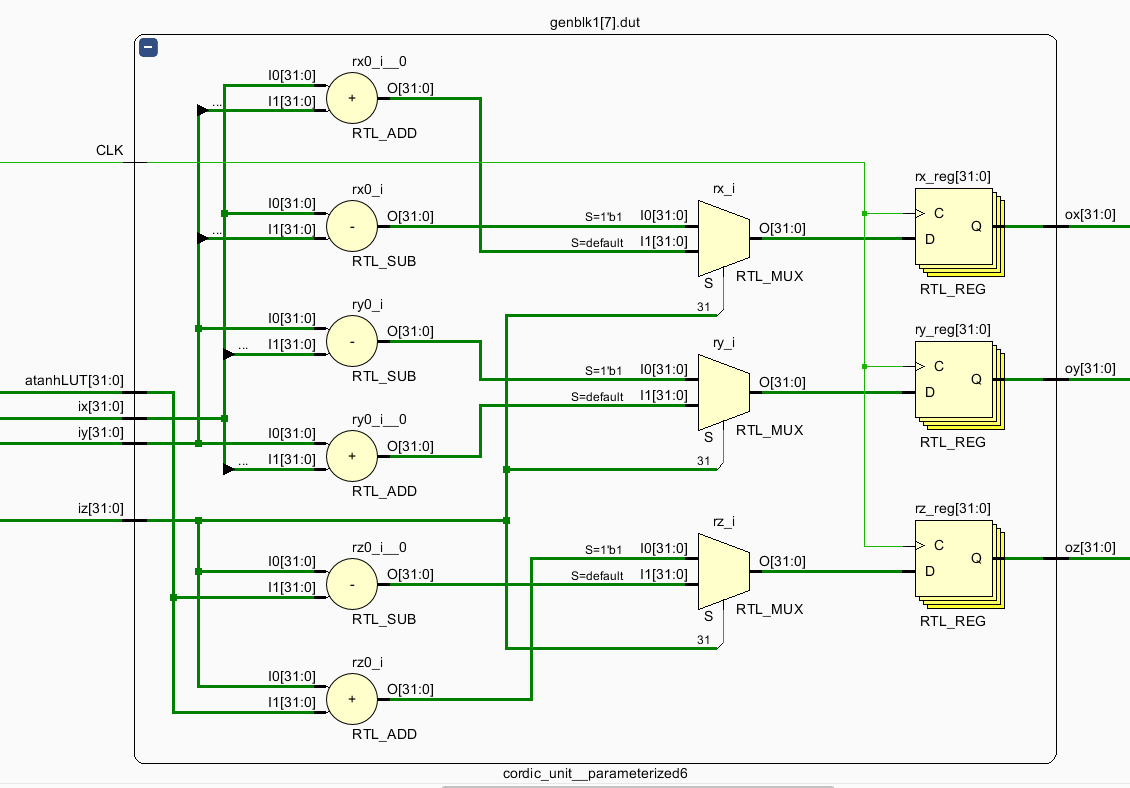 genblk1[7].dut
rx0_i__0
I0[31:0]
I1[31:0]
...
+
O[31:0]
RTL_ADD
CLK
rx0_i
I0[31:0]
I1[31:0]
...
-
O[31:0]
RTL_SUB
rx_i
S=1'b1
I0[31:0]
S=default
I1[31:0]
O[31:0]
S
RTL_MUX
31
rx_reg[31:0]
C
D
Q
RTL_REG
ox[31:0]
ry0_i
I0[31:0]
I1[31:0]
...
-
O[31:0]
RTL_SUB
ry_i
S=1'b1
I0[31:0]
S=default
I1[31:0]
O[31:0]
S
RTL_MUX
31
ry_reg[31:0]
C
D
Q
RTL_REG
oy[31:0]
atanhLUT[31:0]
ix[31:0]
iy[31:0]
ry0_i__0
I0[31:0]
I1[31:0]
...
+
O[31:0]
RTL_ADD
iz[31:0]
rz0_i__0
I0[31:0]
I1[31:0]
-
O[31:0]
RTL_SUB
rz_i
S=1'b1
I0[31:0]
S=default
I1[31:0]
O[31:0]
S
RTL_MUX
31
rz_reg[31:0]
C
D
Q
RTL_REG
oz[31:0]
rz0_i
I0[31:0]
I1[31:0]
+
O[31:0]
RTL_ADD
cordic_unit__parameterized6